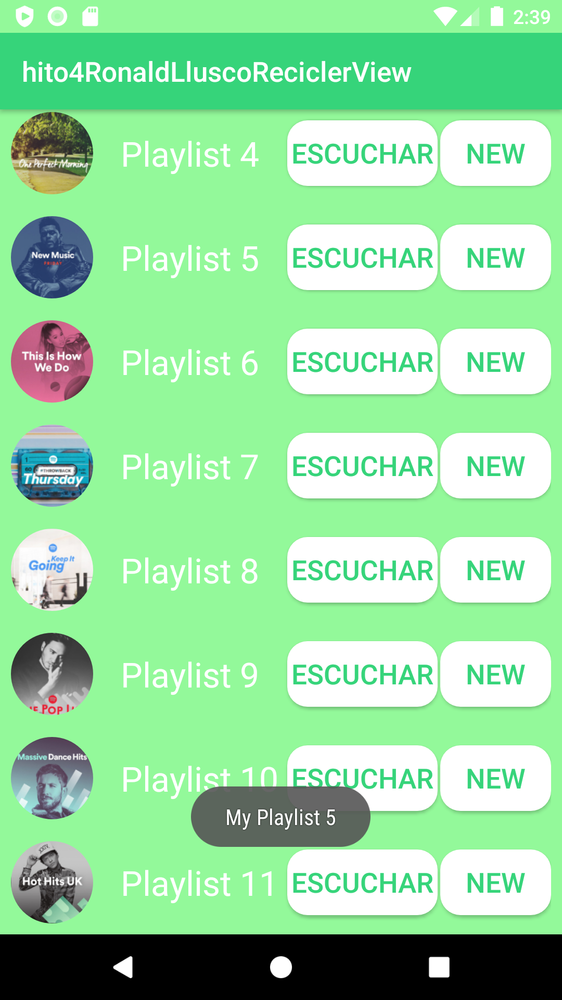 2:39
hito4RonaldLluscoReciclerView
One Perfect Morning
Playlist 4 ESCUCHAR NEW
New Music
FRIDAY
Playlist 5 ESCUCHAR NEW
This Is How
We Do
Playlist 6 ESCUCHAR NEW
1
60
#THROWBACK
Thursday
Playlist 7 ESCUCHAR NEW
Keep It
Going
Playlist 8 ESCUCHAR NEW
POP
Playlist 9 ESCUCHAR NEW
Massive Dance Hits
Playlist 10 ESCUCHAR NEW
My Playlist 5
XXIV.
Hot Hits UK
Playlist 11 ESCUCHAR NEW